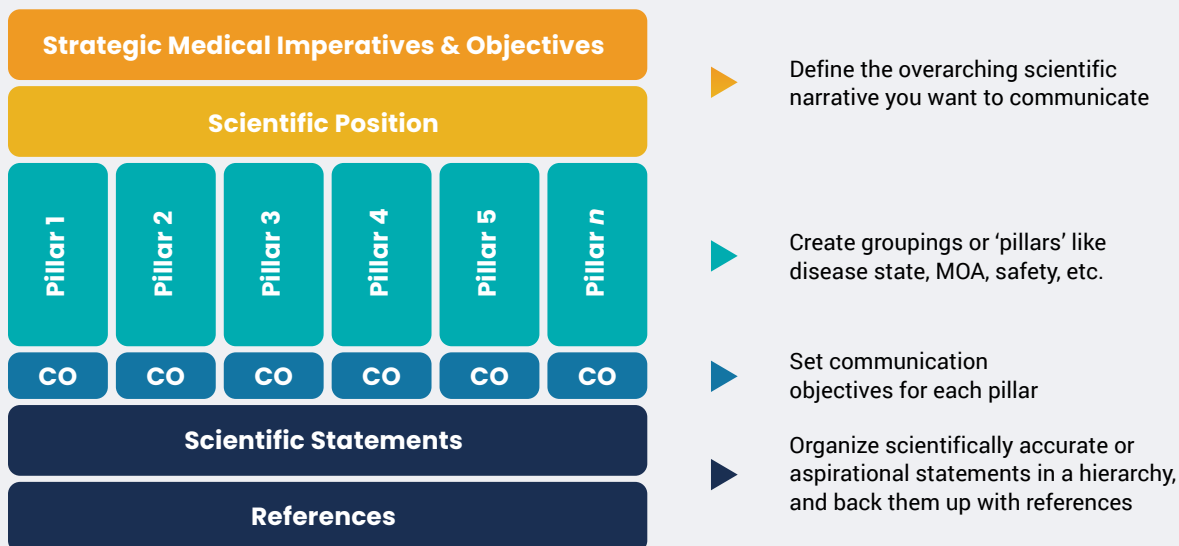 Strategic Medical Imperatives & Objectives
Scientific Position
Pillar 1
Pillar 2
Pillar 3
Pillar 4
Pillar 5
Pillar n
CO
CO
CO
CO
CO
CO
Scientific Statements
References
Define the overarching scientific
narrative you want to communicate
Create groupings or ‘pillars’ like
disease state, MOA, safety, etc.
Set communication
objectives for each pillar
Organize scientifically accurate or
aspirational statements in a hierarchy,
and back them up with references